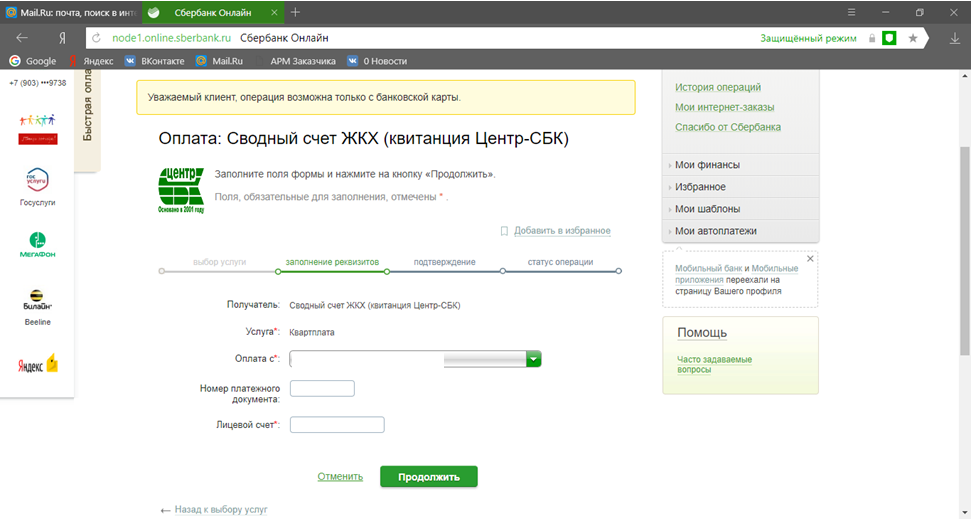 Mail.Ru: почта, поиск в инте
Сбербанк Онлайн
node1.online.sberbank.ru Сбербанк Онлайн
Защищённый режим
Google
Яндекс
ВКонтакте
Mail.Ru
АРМ Заказчика
0 Новости
+7 (903) •••9738
гос
услуги
Госуслуги
МЕГАФОН
Билайн
Beeline
Яндекс
Быстрая опла
Уважаемый клиент, операция возможна только с банковской карты.
Оплата: Сводный счет ЖКХ (квитанция Центр-СБК)
ЦЕНТР
СБК
Основано в 2001 году
Заполните поля формы и нажмите на кнопку «Продолжить».
Поля, обязательные для заполнения, отмечены * .
Добавить в избранное
выбор услуги
заполнение реквизитов
подтверждение
статус операции
Получатель: Сводный счет ЖКХ (квитанция Центр-СБК)
Услуга*: Квартплата
Оплата с*:
Номер платежного
документа:
Лицевой счет*:
Отменить
Продолжить
← Назад к выбору услуг
История операций
Мои интернет-заказы
Спасибо от Сбербанка
Мои финансы
Избранное
Мои шаблоны
Мои автоплатежи
Мобильный банк и Мобильные
приложения переехали на
страницу Вашего профиля
Помощь
Часто задаваемые
вопросы